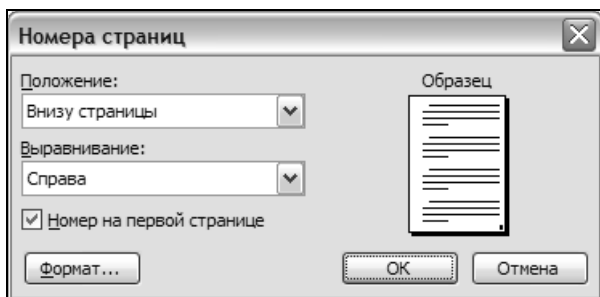 Номера страниц
Положение:
Внизу страницы
Выравнивание:
Справа
Номер на первой странице
Формат...
Образец
ОК
Отмена